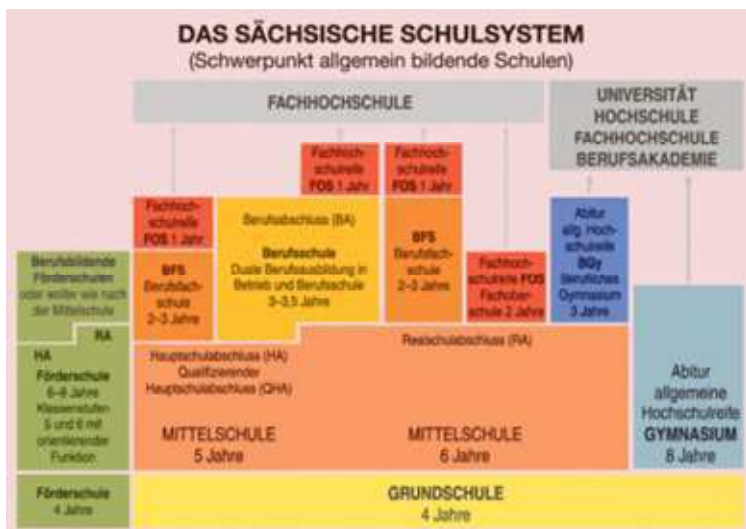 DAS SÄCHSISCHE SCHULSYSTEM
(Schwerpunkt allgemein bildende Schulen)
FACHHOCHSCHULE
UNIVERSITÄT
HOCHSCHULE
FACHHOCHSCHULE
BERUFSAKADEMIE
Fachhoch-
schulreife
FOS 1 Jahr
Fachhoch-
schulreife
FOS 1 Jahr
Fachhoch-
schulreife
FOS 1 Jahr
Berufsabschluss (BA)
Berufsschule
Duale Berufsausbildung in
Betrieb und Berufsschule
3–3,5 Jahre
BFS
Berufsfach-
schule
2–3 Jahre
BFS
Berufsfach-
schule
2–3 Jahre
Fachhoch-
schulreife FOS
Fachober-
schule 2 Jahre
Abitur
allg. Hoch-
schulreife
BGy
Berufliches
Gymnasium
3 Jahre
Berufsbildende
Förderschulen
oder weiter wie nach
der Mittelschule
RA
HA
Förderschule
6–8 Jahre
Klassenstufen
5 und 6 mit
orientierender
Funktion
Hauptschulabschluss (HA)
Qualifizierender
Hauptschulabschluss (QHA)
MITTELSCHULE
5 Jahre
Realschulabschluss (RA)
MITTELSCHULE
6 Jahre
Abitur
allgemeine
Hochschulreife
GYMNASIUM
8 Jahre
Förderschule
4 Jahre
GRUNDSCHULE
4 Jahre